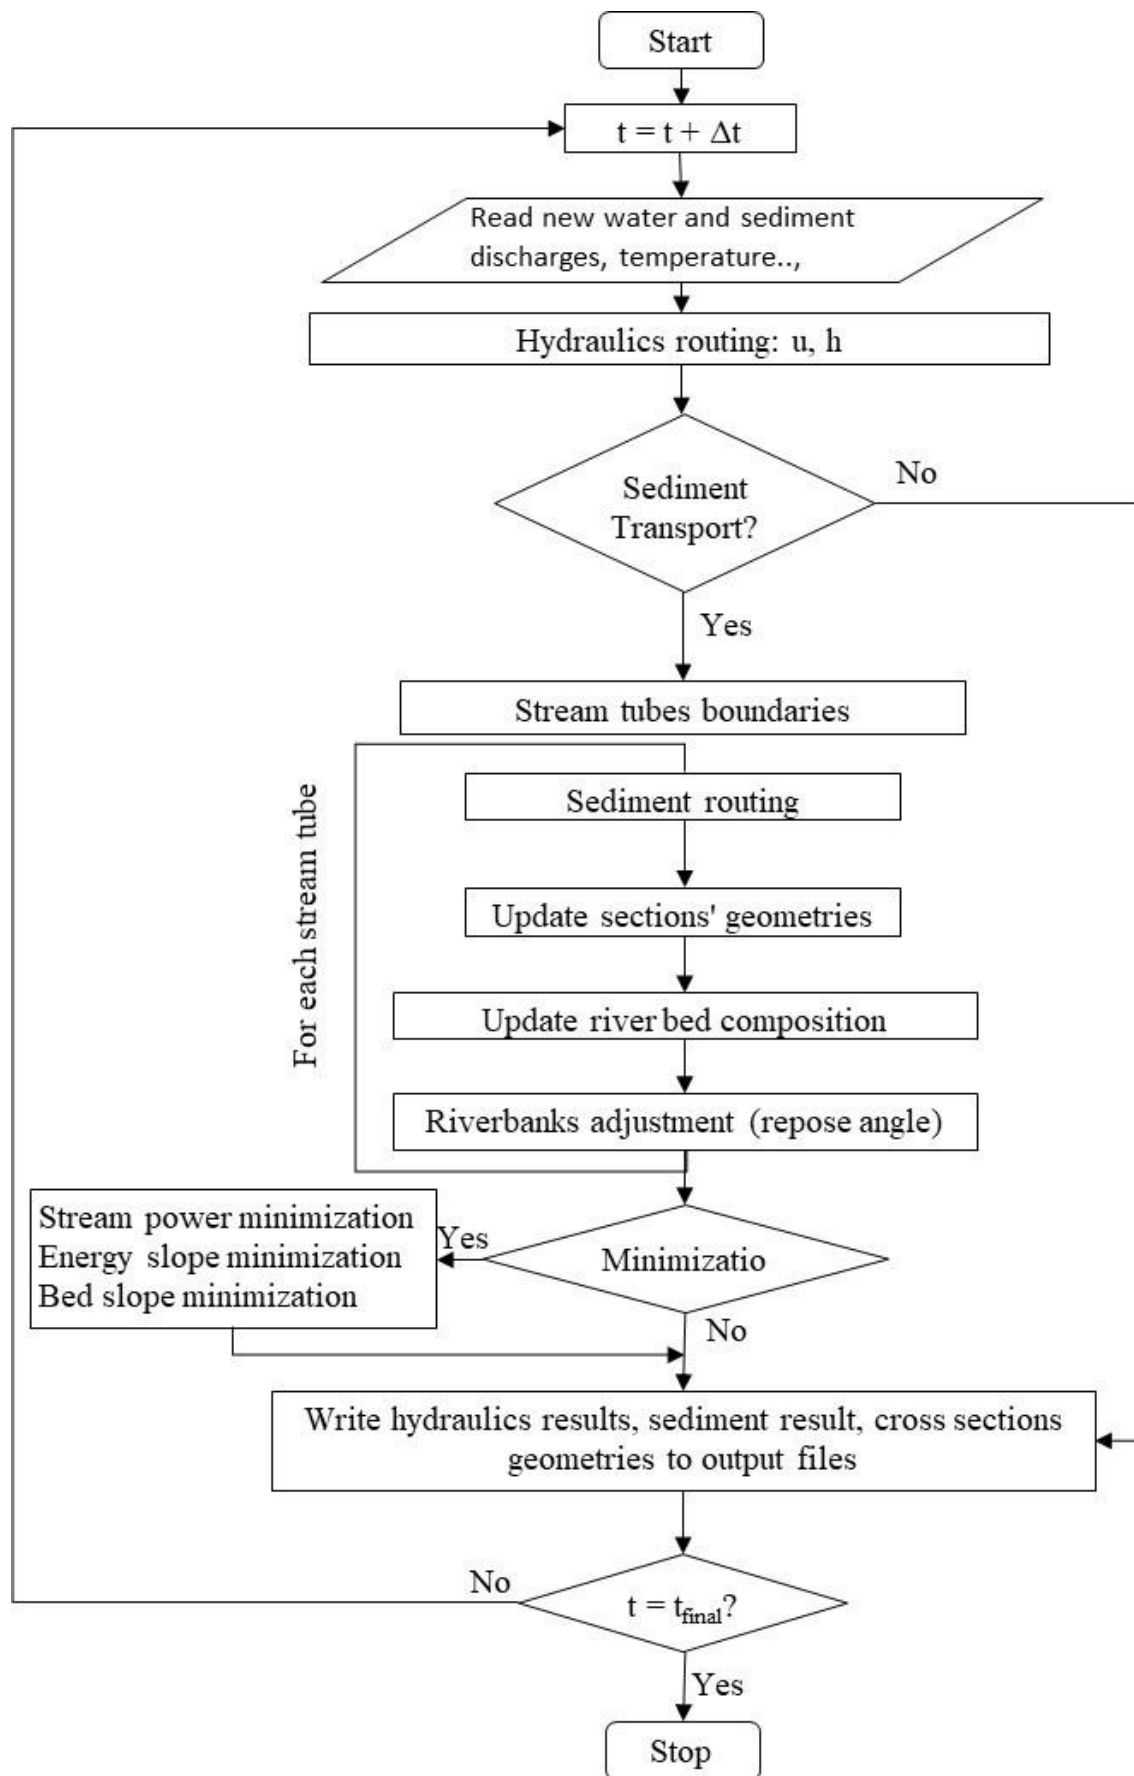 Start
t = t + Δt
Read new water and sediment
discharges, temperature..,
Hydraulics routing: u, h
Sediment
Transport?
No
Yes
Stream tubes boundaries
For each stream tube
Sediment routing
Update sections' geometries
Update river bed composition
Riverbanks adjustment (repose angle)
Stream power minimization
Energy slope minimization
Bed slope minimization
Yes
Minimizatio
No
Write hydraulics results, sediment result, cross sections
geometries to output files
No
t = tfinal?
Yes
Stop